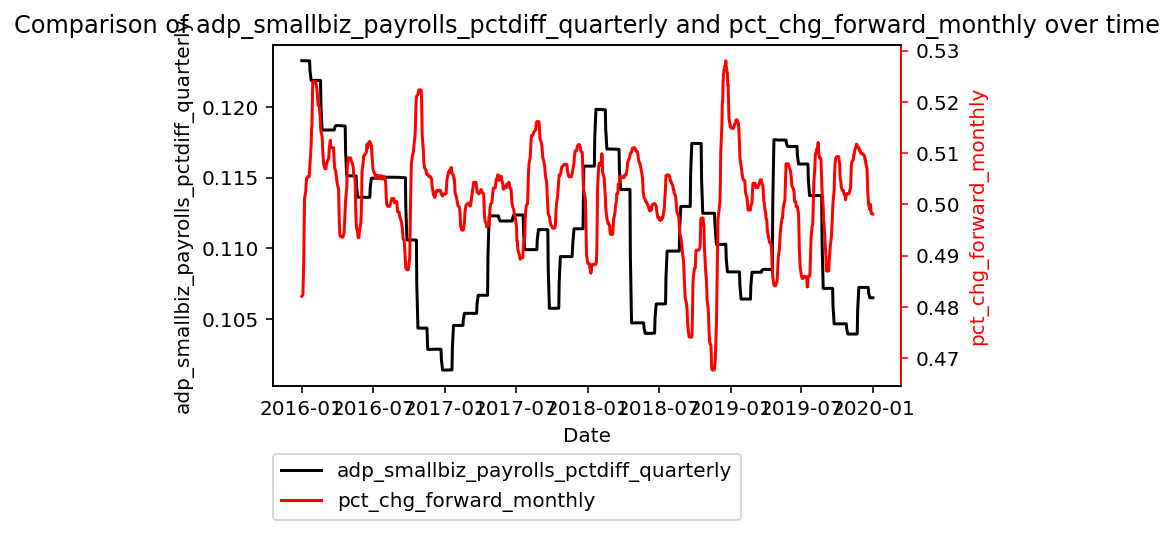 Comparison of adp_smallbiz_payrolls_pctdiff_quarterly and pct_chg_forward_monthly over time
adp_smallbiz_payrolls_pctdiff_quarterly
0.120
0.115
0.110
0.105
0.53
0.52
0.51
0.50
0.49
0.48
0.47
pct_chg_forward_monthly
2016-01 2016-07 2017-01 2017-07 2018-01 2018-07 2019-01 2019-07 2020-01
Date
adp_smallbiz_payrolls_pctdiff_quarterly
pct_chg_forward_monthly